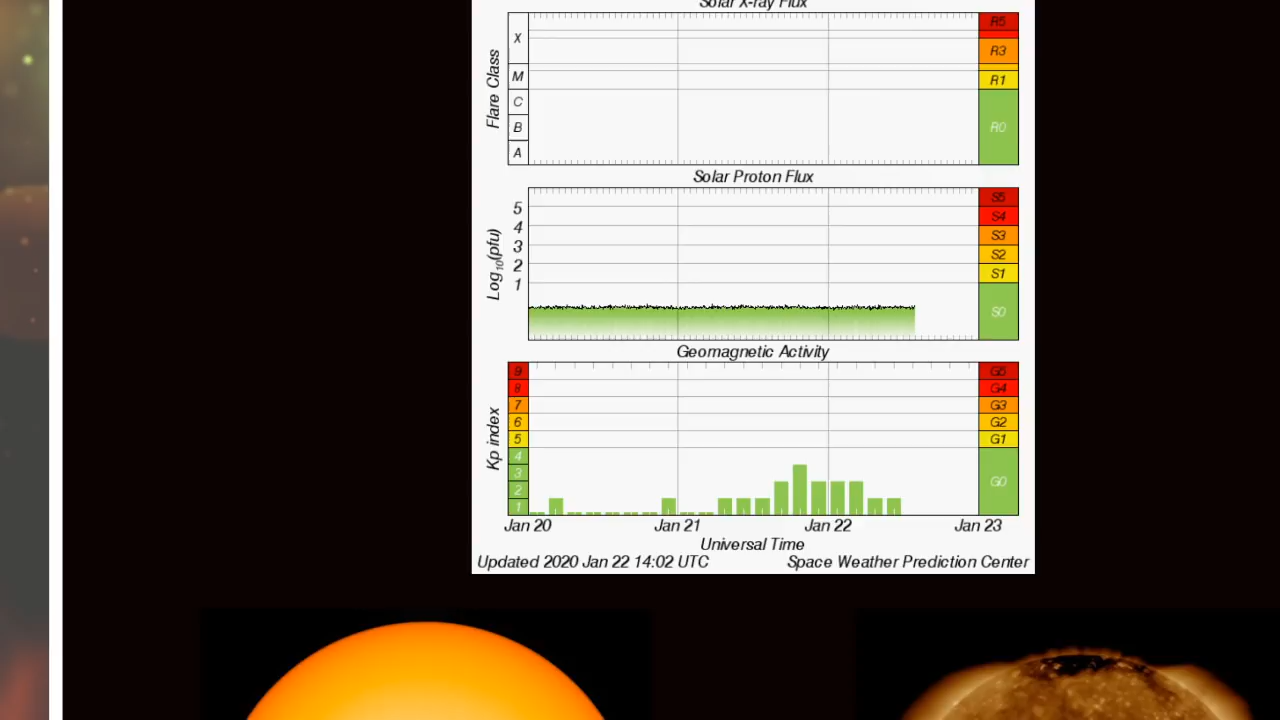 Solar X-ray Flux
Flare Class
X
M
C
B
A
R5
R3
R1
R0
Solar Proton Flux
Log10(pfu)
5
4
3
2
1
S5
S4
S3
S2
S1
S0
Geomagnetic Activity
Kp index
9
8
7
6
5
4
3
2
1
G5
G4
G3
G2
G1
G0
Jan 20 Jan 21 Jan 22 Jan 23
Universal Time
Updated 2020 Jan 22 14:02 UTC Space Weather Prediction Center